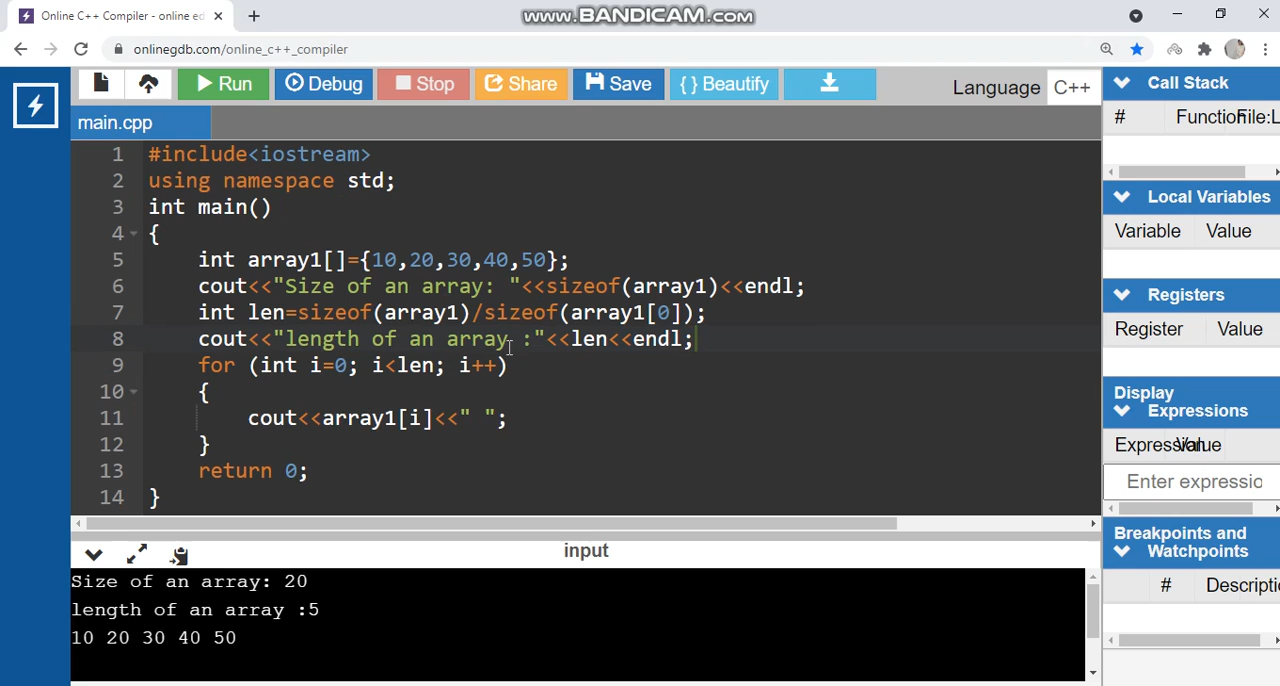 Online C++ Compiler - online ed
www.BANDICAM.com
onlinegdb.com/online_c++_compiler
Run
Debug
Stop
Share
Save
{ } Beautify
Language
C++
main.cpp
1 #include<iostream>
2 using namespace std;
3 int main()
4 {
5 int array1[]={10,20,30,40,50};
6 cout<<"Size of an array: "<<sizeof(array1)<<endl;
7 int len=sizeof(array1)/sizeof(array1[0]);
8 cout<<"length of an array :"<<len<<endl;
9 for (int i=0; i<len; i++)
10 {
11 cout<<array1[i]<<" ";
12 }
13 return 0;
14 }
input
Size of an array: 20
length of an array :5
10 20 30 40 50
Call Stack
# Function File:L
Local Variables
Variable Value
Registers
Register Value
Display
Expressions
Expression Value
Enter expressio
Breakpoints and
Watchpoints
# Descripti